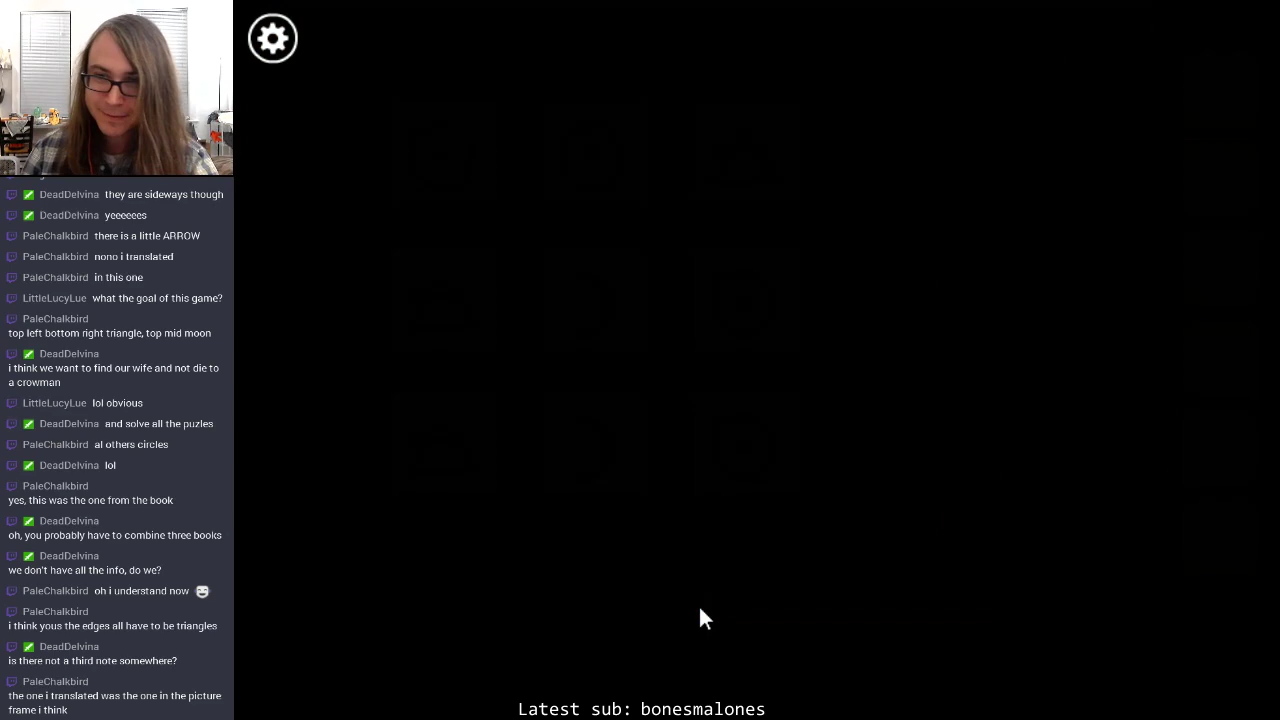 DeadDelvina they are sideways though
DeadDelvina yeeeeees
PaleChalkbird there is a little ARROW
PaleChalkbird nono i translated
PaleChalkbird in this one
LittleLucyLue what the goal of this game?
PaleChalkbird
top left bottom right triangle, top mid moon
DeadDelvina
i think we want to find our wife and not die to
a crowman
LittleLucyLue lol obvious
DeadDelvina and solve all the puzles
PaleChalkbird al others circles
DeadDelvina lol
PaleChalkbird
yes, this was the one from the book
DeadDelvina
oh, you probably have to combine three books
DeadDelvina
we don't have all the info, do we?
PaleChalkbird oh i understand now
PaleChalkbird
i think yous the edges all have to be triangles
DeadDelvina
is there not a third note somewhere?
PaleChalkbird
the one i translated was the one in the picture
frame i think
Latest sub: bonesmalones